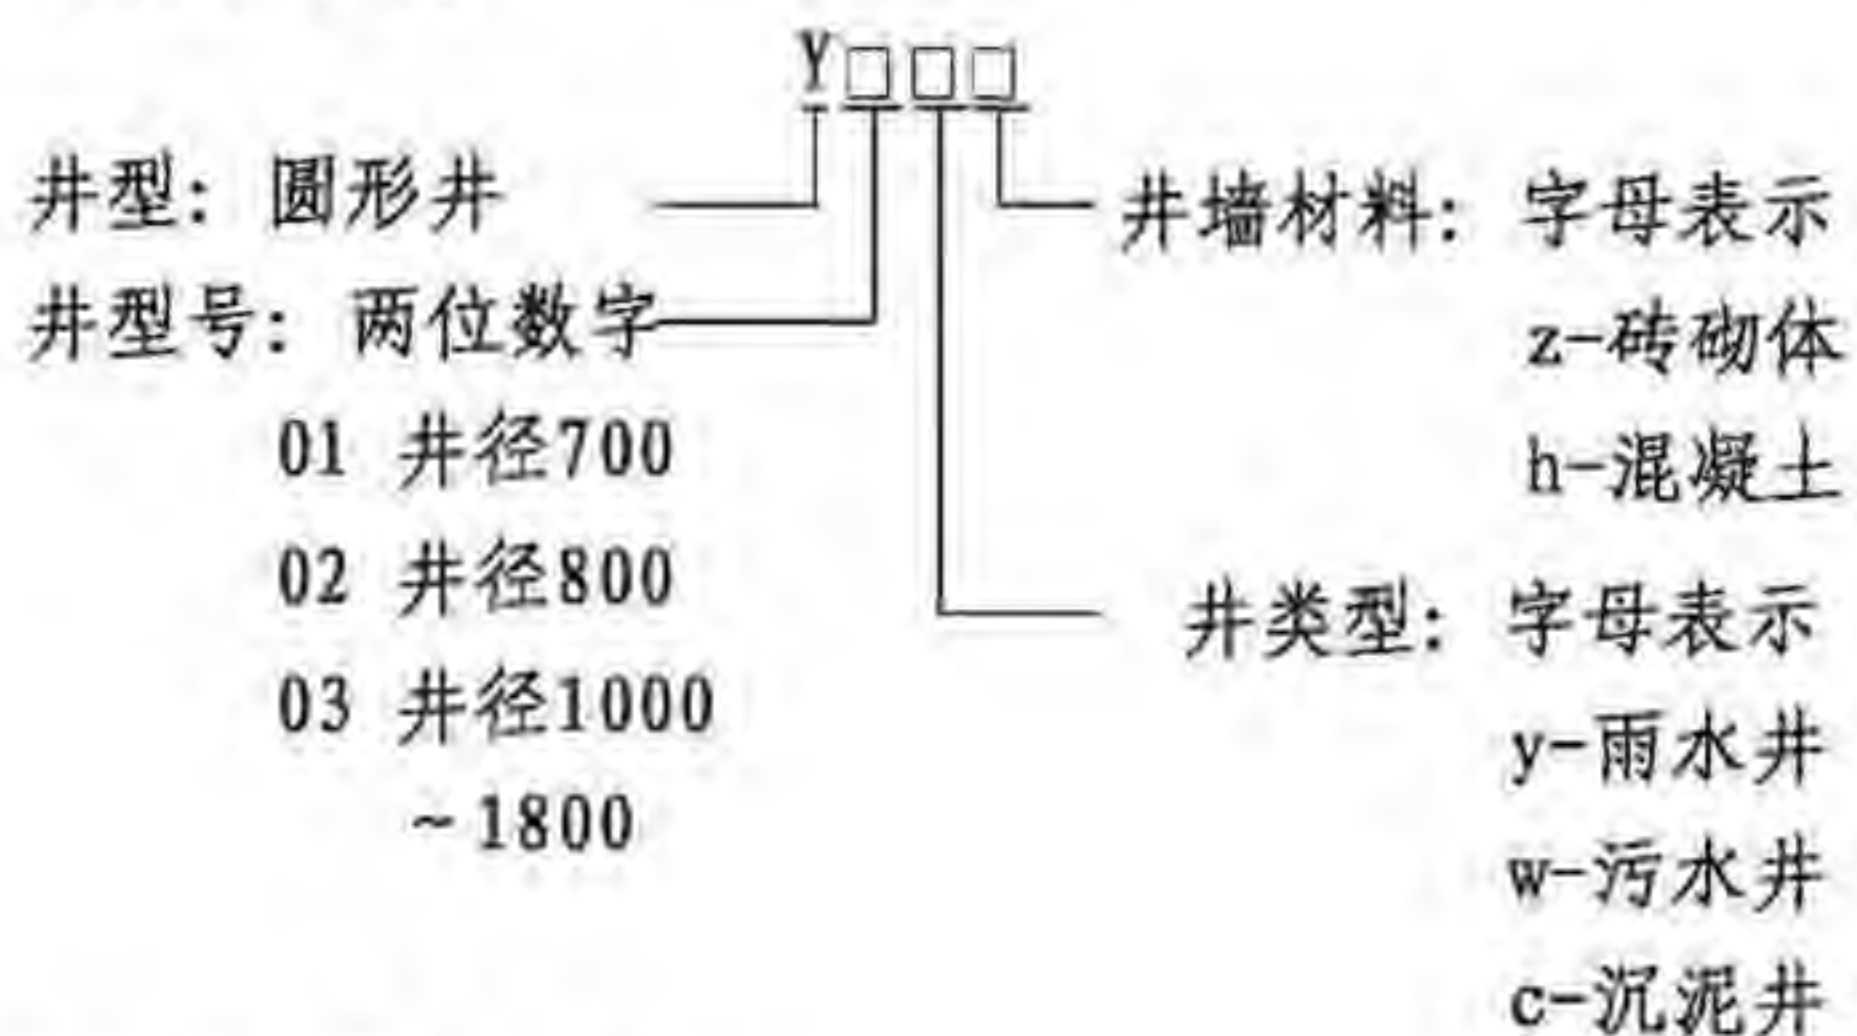 Y□□□
井型: 圆形井
井型号: 两位数字
01 井径700
02 井径800
03 井径1000
~1800
井墙材料: 字母表示
z-砖砌体
h-混凝土
井类型: 字母表示
y-雨水井
w-污水井
c-沉泥井